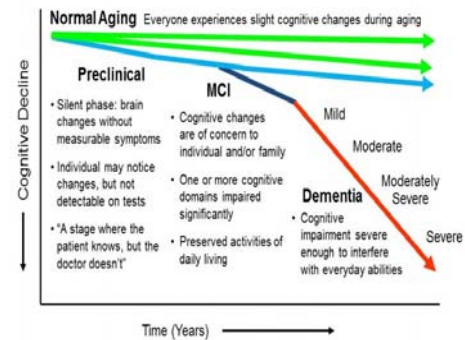 Normal Aging Everyone experiences slight cognitive changes during aging
Cognitive Decline
Preclinical
• Silent phase: brain
changes without
measurable symptoms
• Individual may notice
changes, but not
detectable on tests
• "A stage where the
patient knows, but the
doctor doesn't"
MCI
• Cognitive changes
are of concern to
individual and/or family
• One or more cognitive
domains impaired
significantly
• Preserved activities of
daily living
Dementia
• Cognitive
impairment severe
enough to interfere
with everyday abilities
Mild
Moderate
Moderately
Severe
Severe
Time (Years)